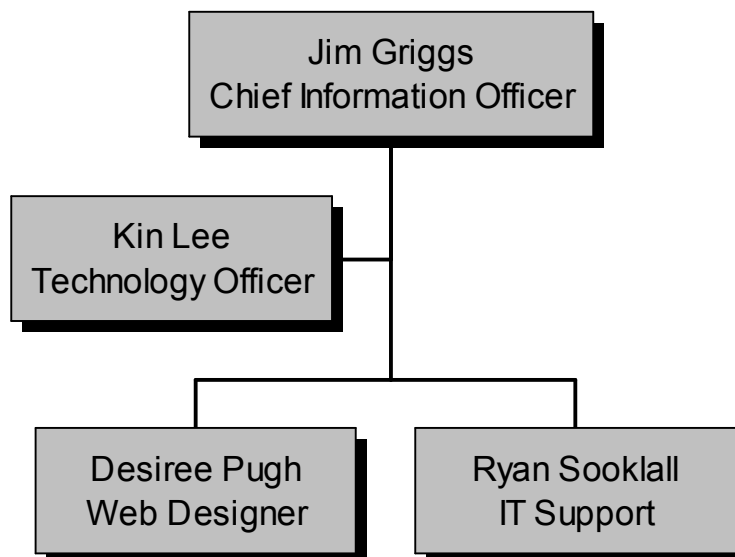 Jim Griggs
Chief Information Officer
Kin Lee
Technology Officer
Desiree Pugh
Web Designer
Ryan Sooklall
IT Support